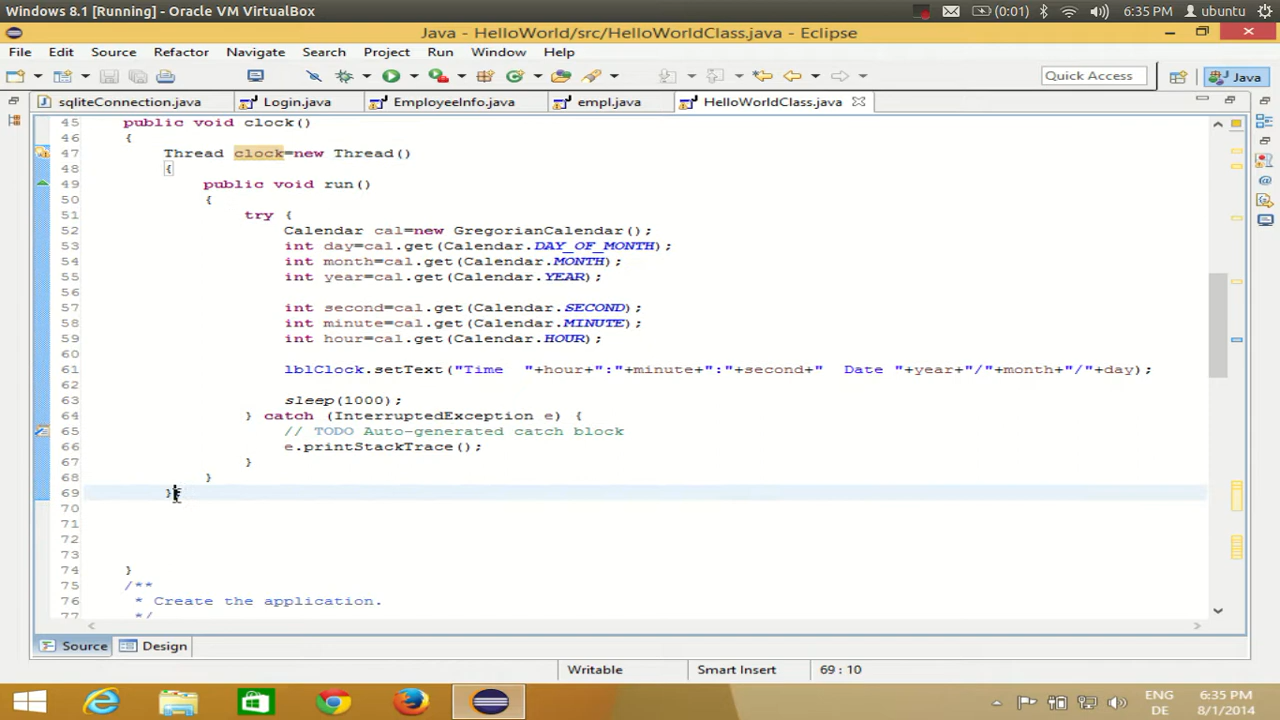 Windows 8.1 [Running] - Oracle VM VirtualBox
(0:01) 6:35 PM ubuntu
Java - HelloWorld/src/HelloWorldClass.java - Eclipse
File Edit Source Refactor Navigate Search Project Run Window Help
Quick Access Java
sqliteConnection.java Login.java EmployeeInfo.java empl.java HelloWorldClass.java
45 public void clock()
46 {
47 Thread clock=new Thread()
48 {
49 public void run()
50 {
51 try {
52 Calendar cal=new GregorianCalendar();
53 int day=cal.get(Calendar.DAY_OF_MONTH);
54 int month=cal.get(Calendar.MONTH);
55 int year=cal.get(Calendar.YEAR);
56
57 int second=cal.get(Calendar.SECOND);
58 int minute=cal.get(Calendar.MINUTE);
59 int hour=cal.get(Calendar.HOUR);
60
61 lblClock.setText("Time  "+hour+":"+minute+":"+second+"  Date "+year+"/"+month+"/"+day);
62
63 sleep(1000);
64 } catch (InterruptedException e) {
65 // TODO Auto-generated catch block
66 e.printStackTrace();
67 }
68 }
69 }
70
71
72
73
74 }
75 /**
76 * Create the application.
77 */
Source Design
Writable Smart Insert 69 : 10
ENG 6:35 PM
DE 8/1/2014